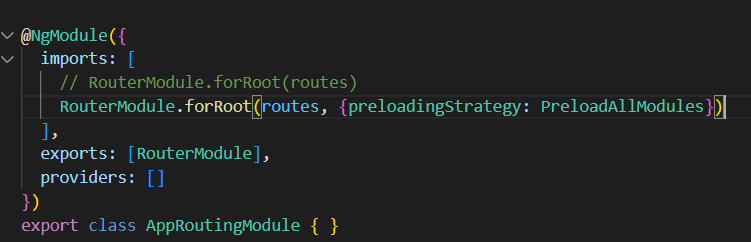 @NgModule({
  imports: [
    // RouterModule.forRoot(routes)
    RouterModule.forRoot(routes, {preloadingStrategy: PreloadAllModules})
  ],
  exports: [RouterModule],
  providers: []
})
export class AppRoutingModule { }